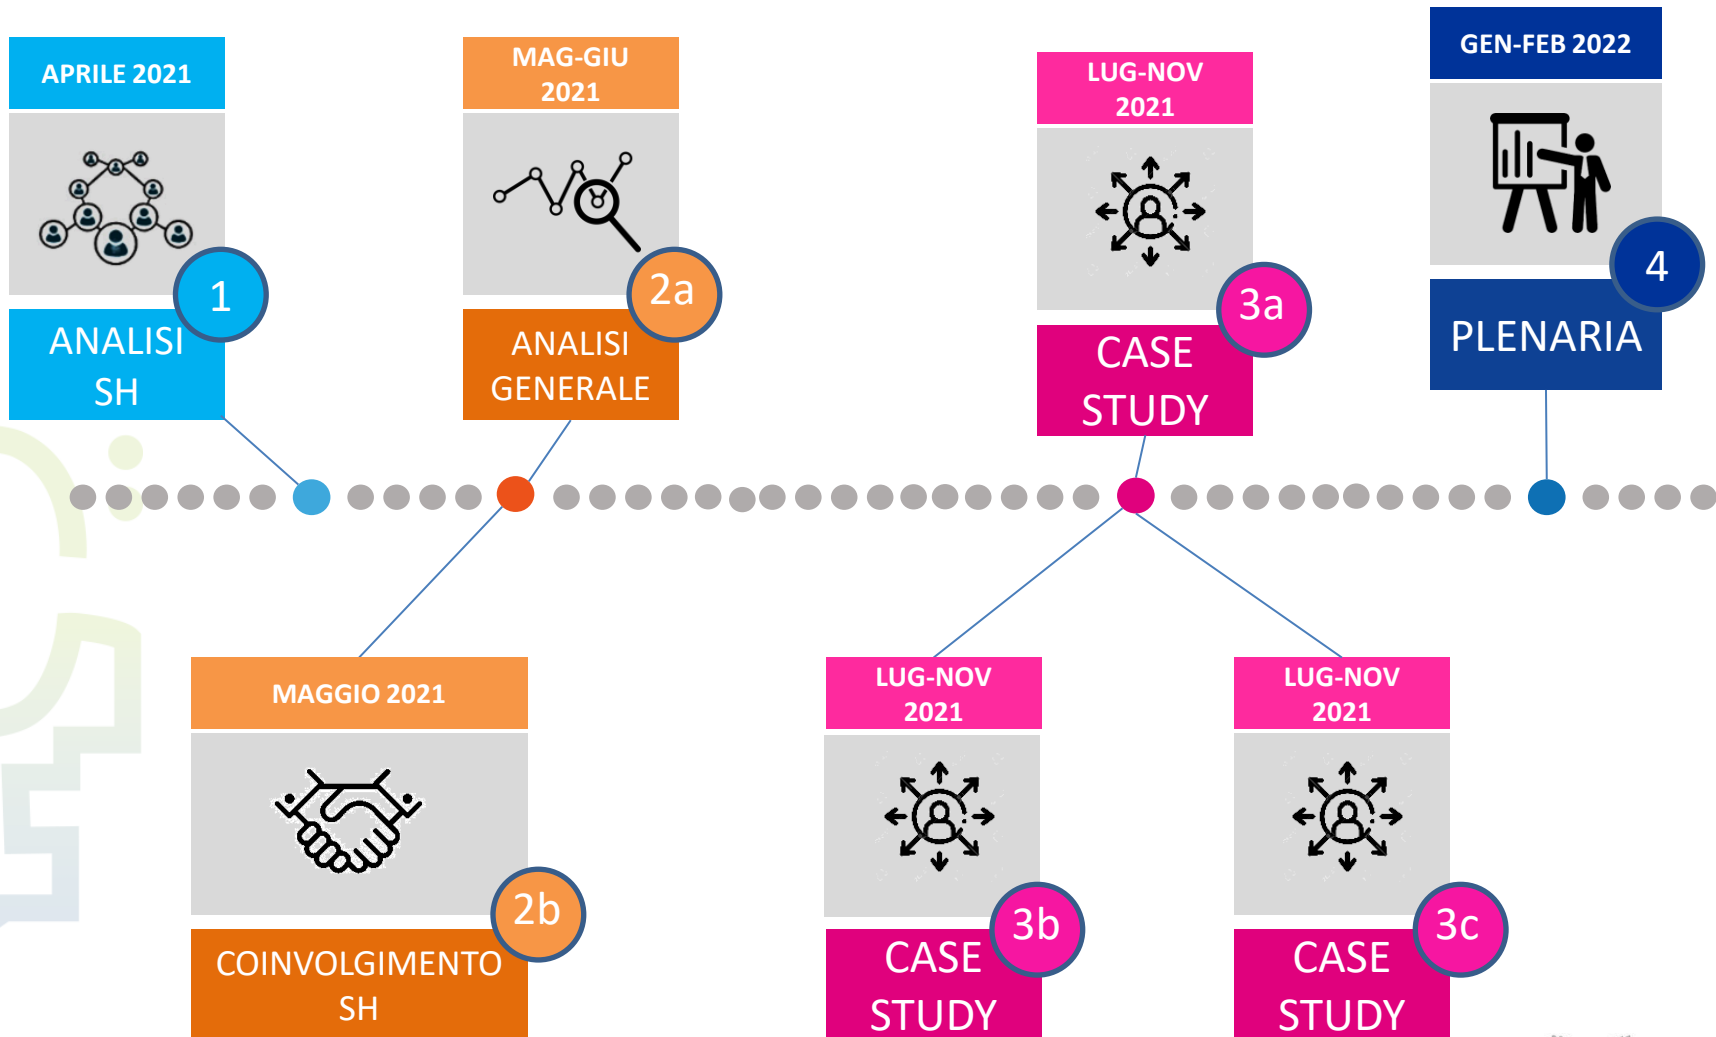 APRILE 2021
1
ANALISI
SH
MAG-GIU
2021
2a
ANALISI
GENERALE
LUG-NOV
2021
3a
CASE
STUDY
GEN-FEB 2022
4
PLENARIA
MAGGIO 2021
2b
COINVOLGIMENTO
SH
LUG-NOV
2021
3b
CASE
STUDY
LUG-NOV
2021
3c
CASE
STUDY